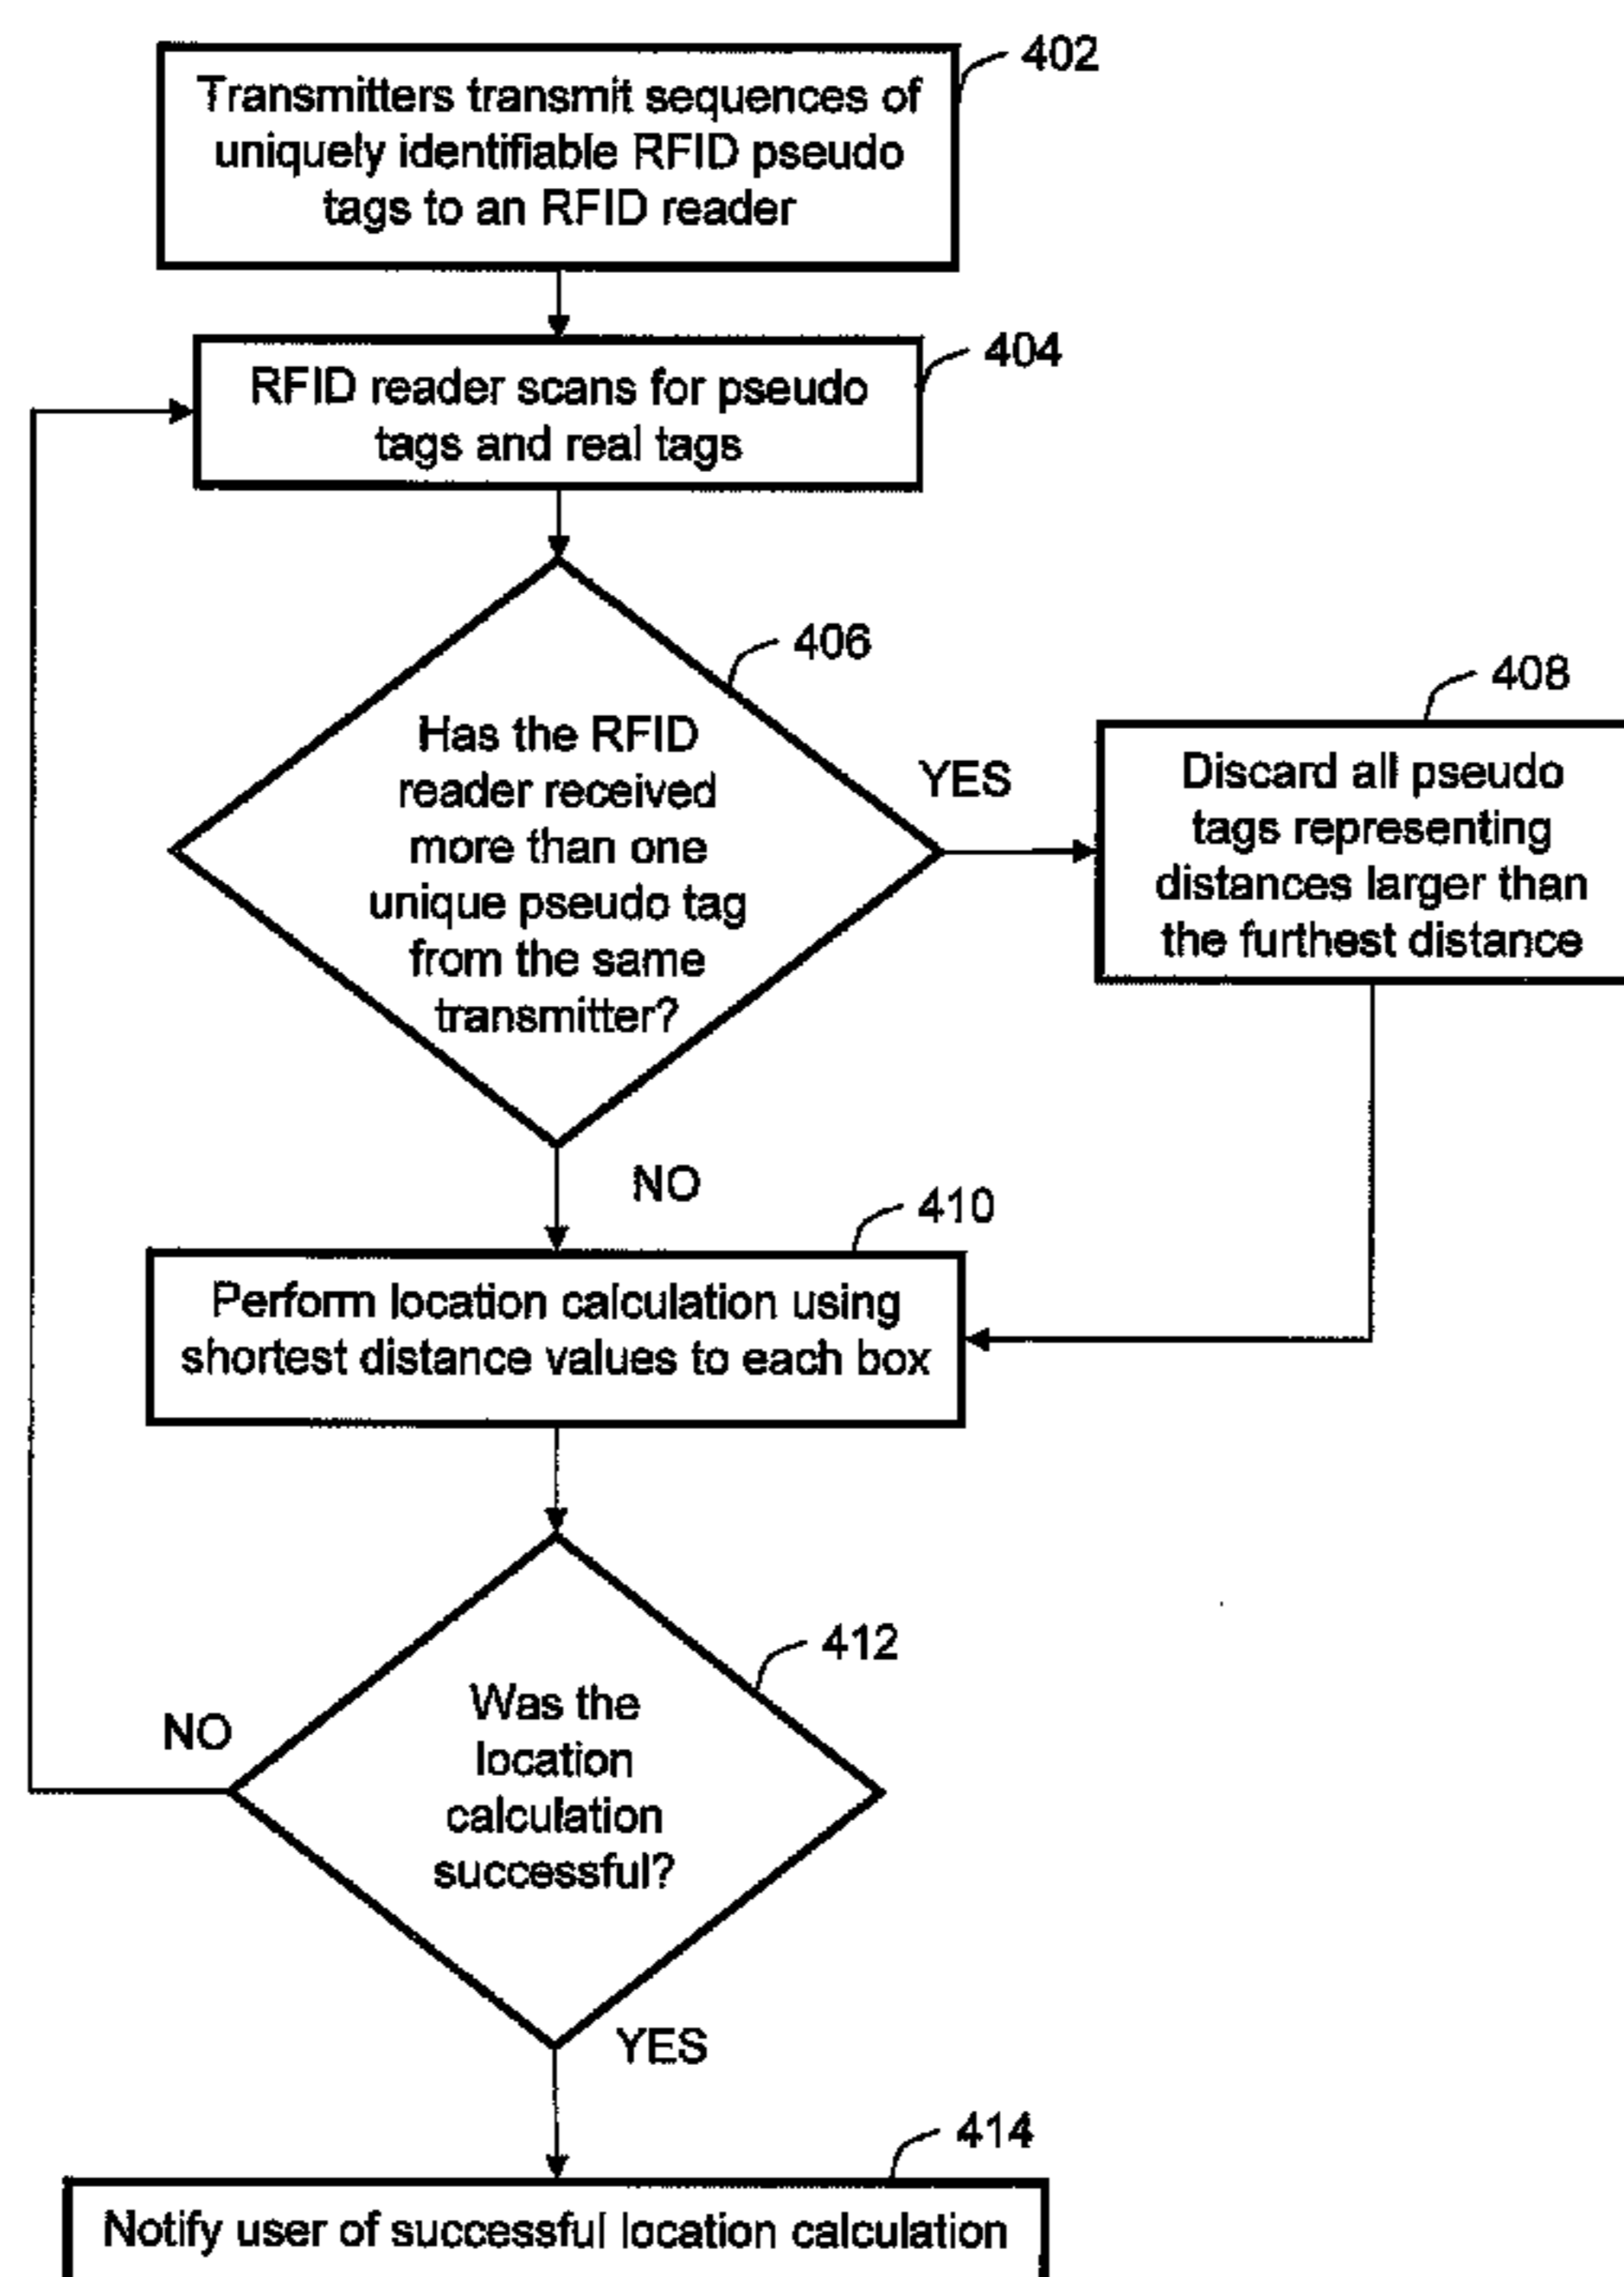 402
Transmitters transmit sequences of
uniquely identifiable RFID pseudo
tags to an RFID reader
404
RFID reader scans for pseudo
tags and real tags
406
Has the RFID
reader received
more than one
unique pseudo tag
from the same
transmitter?
YES
408
Discard all pseudo
tags representing
distances larger than
the furthest distance
NO
410
Perform location calculation using
shortest distance values to each box
412
Was the
location
calculation
successful?
NO
YES
414
Notify user of successful location calculation